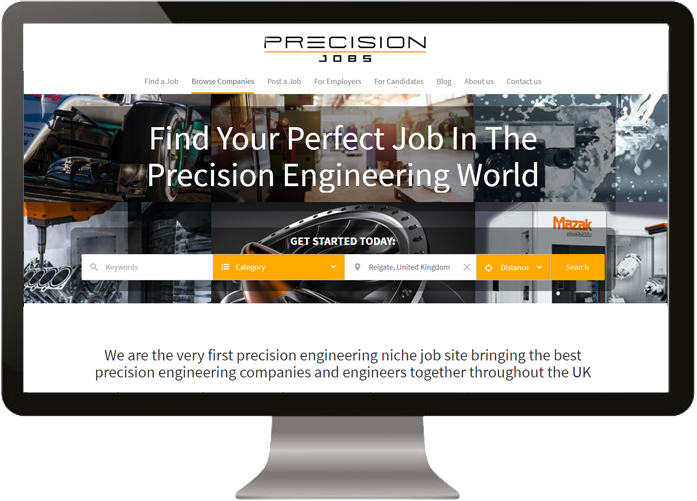 PRECISION
JOBS
Find a Job Browse Companies Post a Job For Employers For Candidates Blog About us Contact us
Find Your Perfect Job In The
Precision Engineering World
Mazak
GET STARTED TODAY:
Keywords Category Reigate, United Kingdom Distance Search
We are the very first precision engineering niche job site bringing the best
precision engineering companies and engineers together throughout the UK